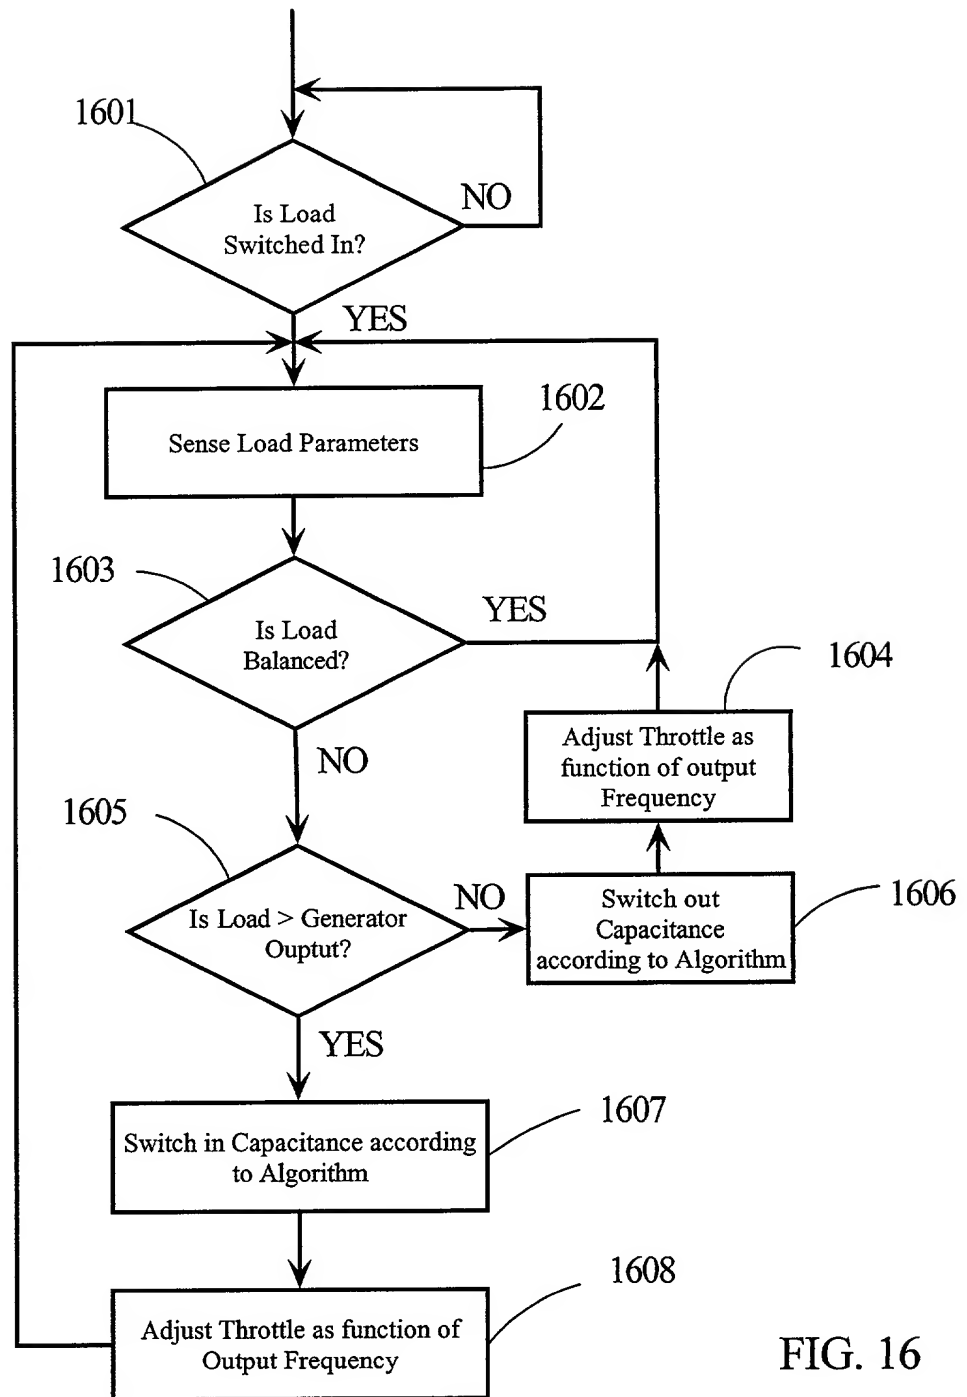 1601
Is Load
Switched In?
NO
YES
1602
Sense Load Parameters
1603
Is Load
Balanced?
YES
NO
1604
Adjust Throttle as
function of output
Frequency
1605
Is Load > Generator
Ouptut?
NO
1606
Switch out
Capacitance
according to Algorithm
YES
1607
Switch in Capacitance according
to Algorithm
1608
Adjust Throttle as function of
Output Frequency
FIG. 16